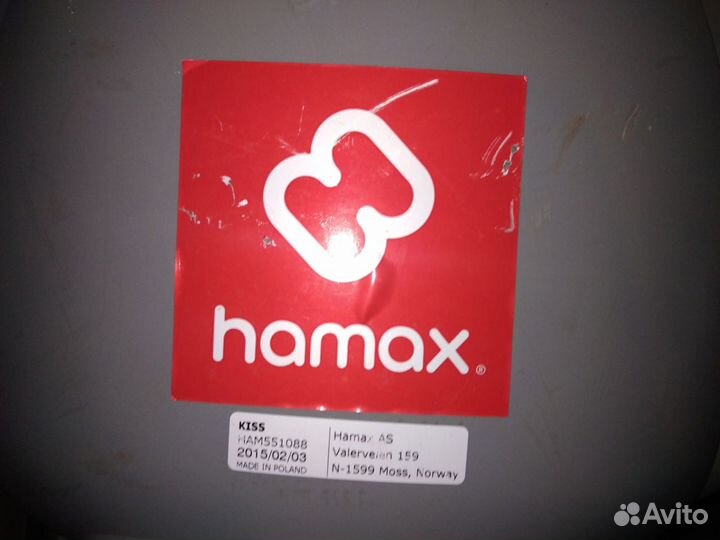 hamax®
KISS
HAM551088
2015/02/03
MADE IN POLAND
Hamax AS
Valerveien 159
N-1599 Moss, Norway
Avito